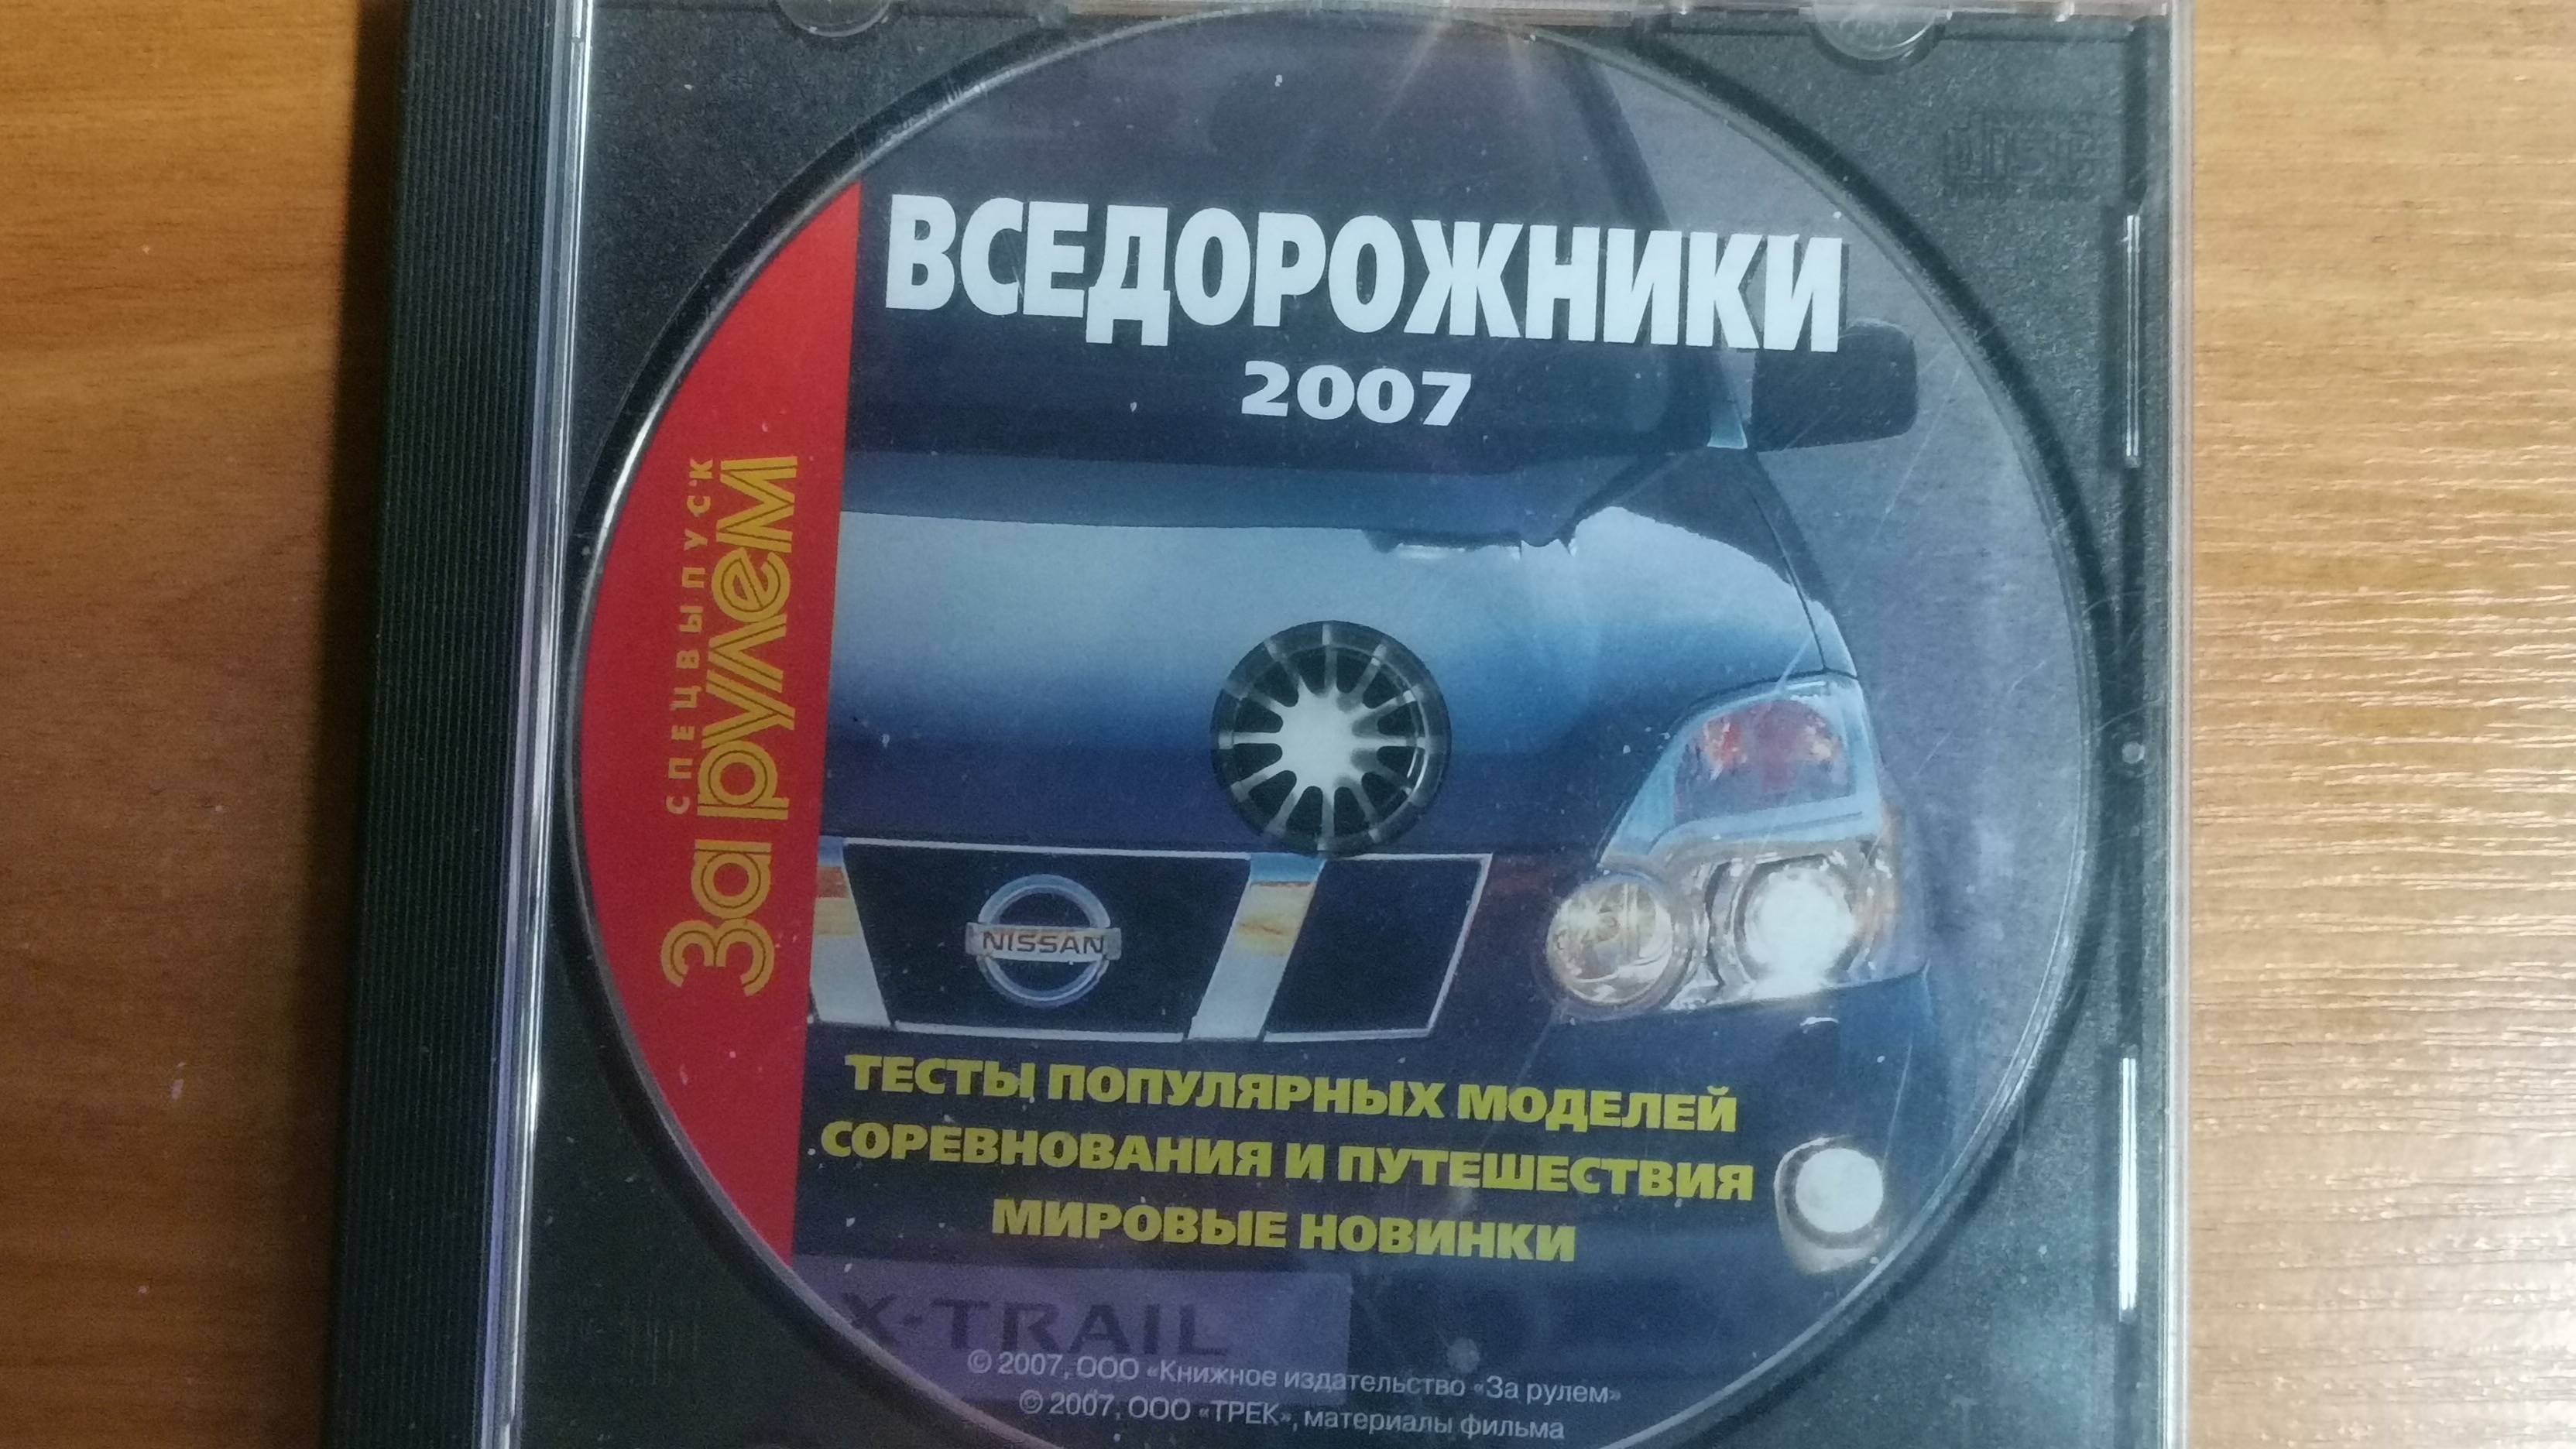 ВСЕДОРОЖНИКИ
2007
СПЕЦВЫПУСК
За рулем
NISSAN
ТЕСТЫ ПОПУЛЯРНЫХ МОДЕЛЕЙ
СОРЕВНОВАНИЯ И ПУТЕШЕСТВИЯ
МИРОВЫЕ НОВИНКИ
X-TRAIL
© 2007, ООО «Книжное издательство «За рулем»
© 2007, ООО «ТРЕК», материалы фильма